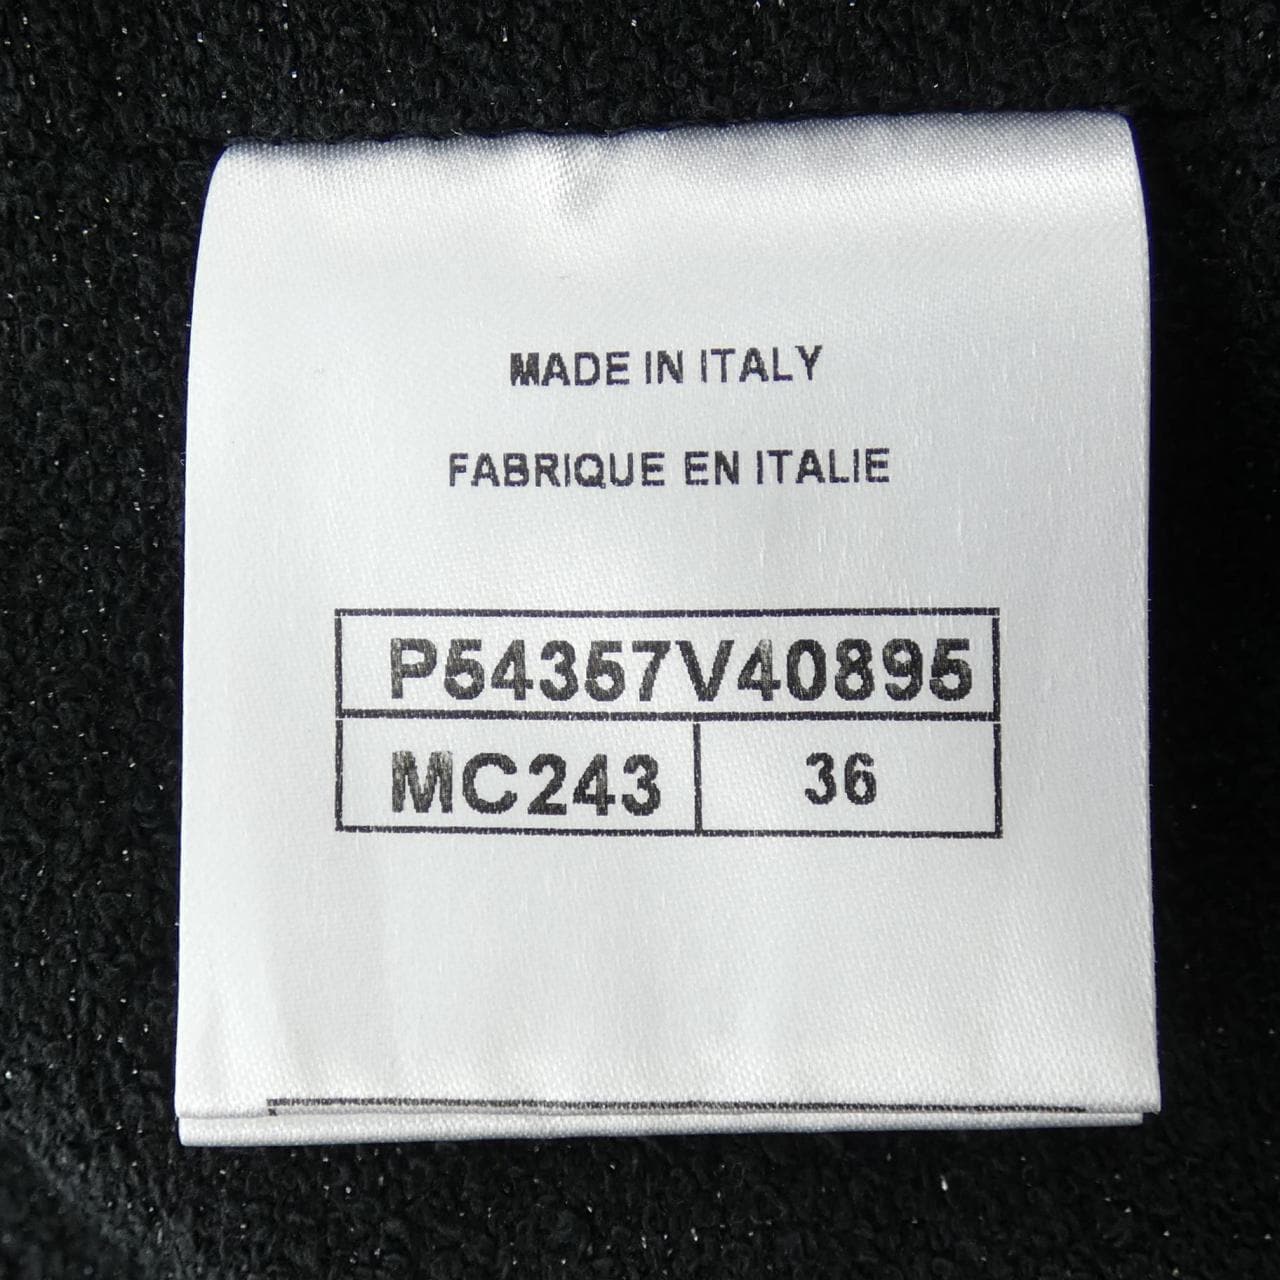 MADE IN ITALY
FABRIQUE EN ITALIE
P54357V40895
MC243 36